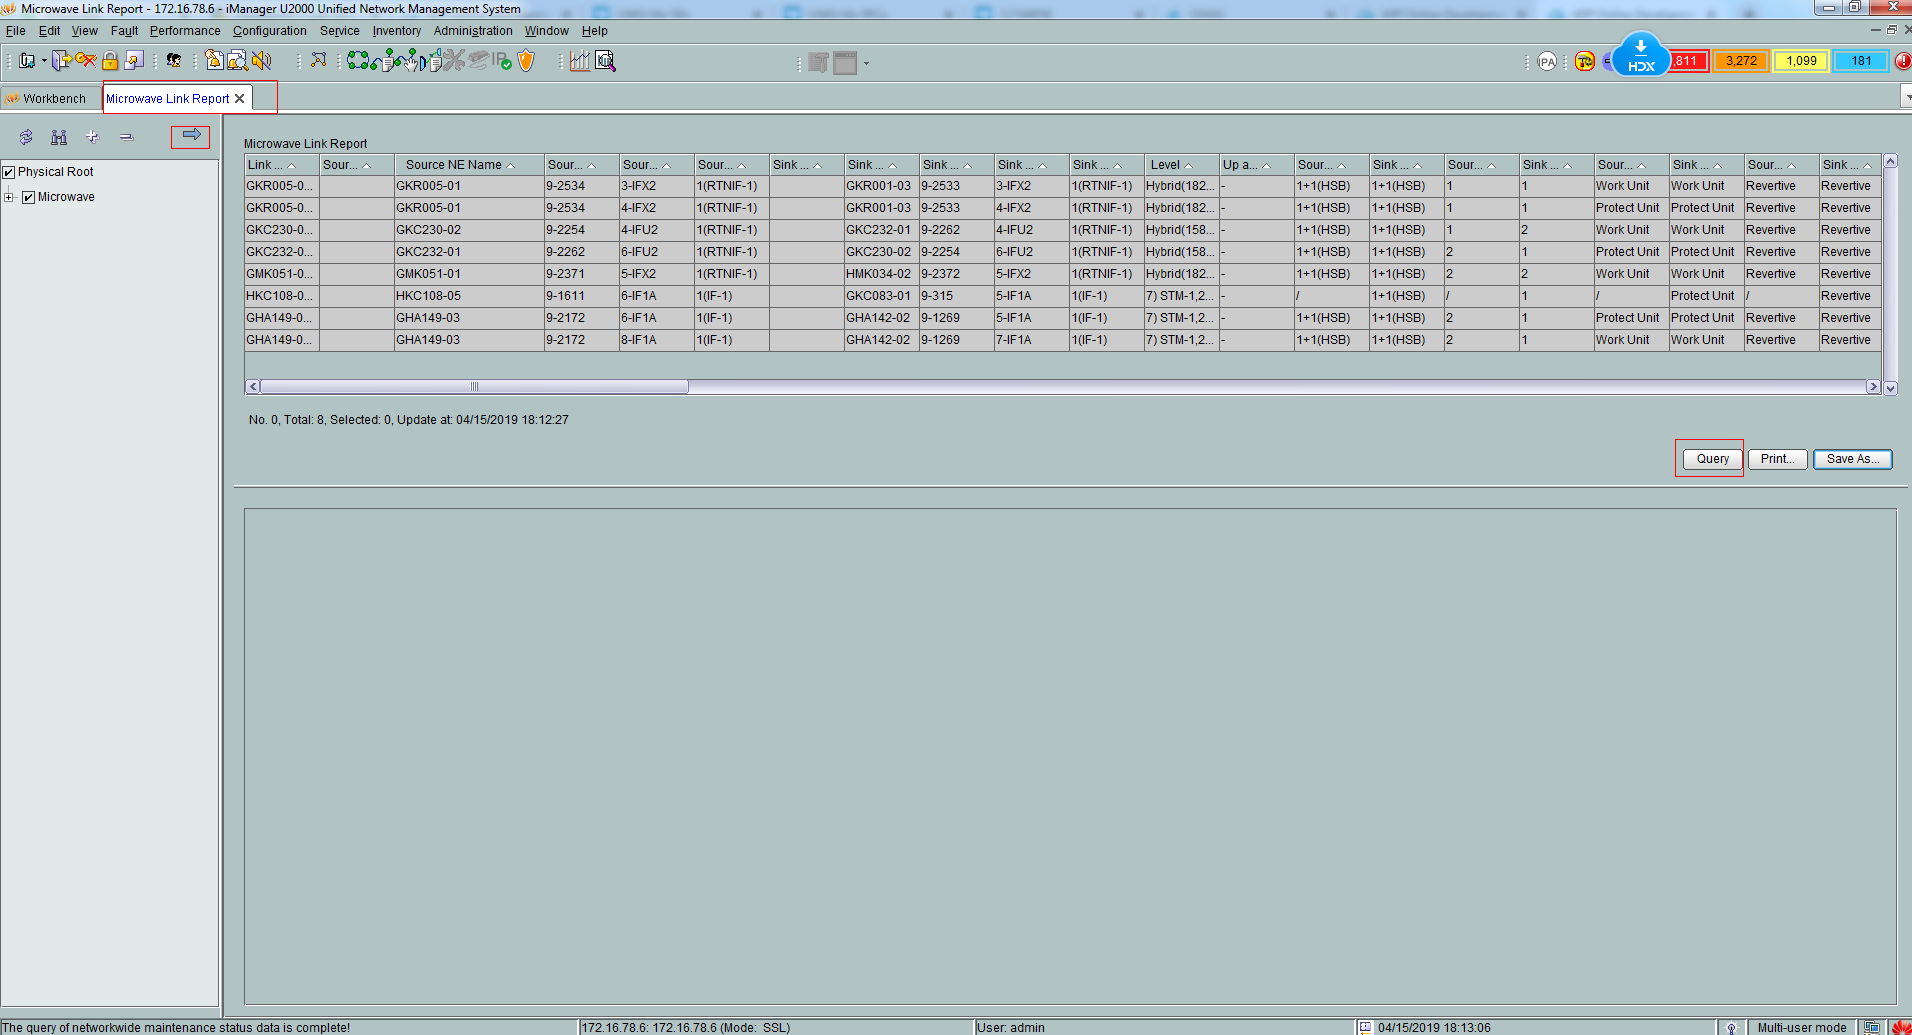 Microwave Link Report - 172.16.78.6 - iManager U2000 Unified Network Management System
File Edit View Fault Performance Configuration Service Inventory Administration Window Help
IP PA HDX ,811 3,272 1,099 181
Workbench Microwave Link Report
Microwave Link Report
Physical Root
Microwave
Link ... Sour... Source NE Name Sour... Sour... Sour... Sink ... Sink ... Sink ... Sink ... Sink ... Level Up a... Sour... Sink ... Sour... Sink ... Sour... Sink ... Sour... Sink ...
GKR005-0... GKR005-01 9-2534 3-IFX2 1(RTNIF-1) GKR001-03 9-2533 3-IFX2 1(RTNIF-1) Hybrid(182... - 1+1(HSB) 1+1(HSB) 1 1 Work Unit Work Unit Revertive Revertive
GKR005-0... GKR005-01 9-2534 4-IFX2 1(RTNIF-1) GKR001-03 9-2533 4-IFX2 1(RTNIF-1) Hybrid(182... - 1+1(HSB) 1+1(HSB) 1 1 Protect Unit Protect Unit Revertive Revertive
GKC230-0... GKC230-02 9-2254 4-IFU2 1(RTNIF-1) GKC232-01 9-2262 4-IFU2 1(RTNIF-1) Hybrid(158... - 1+1(HSB) 1+1(HSB) 1 2 Work Unit Work Unit Revertive Revertive
GKC232-0... GKC232-01 9-2262 6-IFU2 1(RTNIF-1) GKC230-02 9-2254 6-IFU2 1(RTNIF-1) Hybrid(158... - 1+1(HSB) 1+1(HSB) 2 1 Protect Unit Protect Unit Revertive Revertive
GMK051-0... GMK051-01 9-2371 5-IFX2 1(RTNIF-1) HMK034-02 9-2372 5-IFX2 1(RTNIF-1) Hybrid(182... - 1+1(HSB) 1+1(HSB) 2 2 Work Unit Work Unit Revertive Revertive
HKC108-0... HKC108-05 9-1611 6-IF1A 1(IF-1) GKC083-01 9-315 5-IF1A 1(IF-1) 7) STM-1,2... - / 1+1(HSB) / 1 / Protect Unit / Revertive
GHA149-0... GHA149-03 9-2172 6-IF1A 1(IF-1) GHA142-02 9-1269 5-IF1A 1(IF-1) 7) STM-1,2... - 1+1(HSB) 1+1(HSB) 2 1 Protect Unit Protect Unit Revertive Revertive
GHA149-0... GHA149-03 9-2172 8-IF1A 1(IF-1) GHA142-02 9-1269 7-IF1A 1(IF-1) 7) STM-1,2... - 1+1(HSB) 1+1(HSB) 2 1 Work Unit Work Unit Revertive Revertive
No. 0, Total: 8, Selected: 0, Update at: 04/15/2019 18:12:27
Query Print... Save As...
The query of networkwide maintenance status data is complete! 172.16.78.6: 172.16.78.6 (Mode: SSL) User: admin 04/15/2019 18:13:06 Multi-user mode